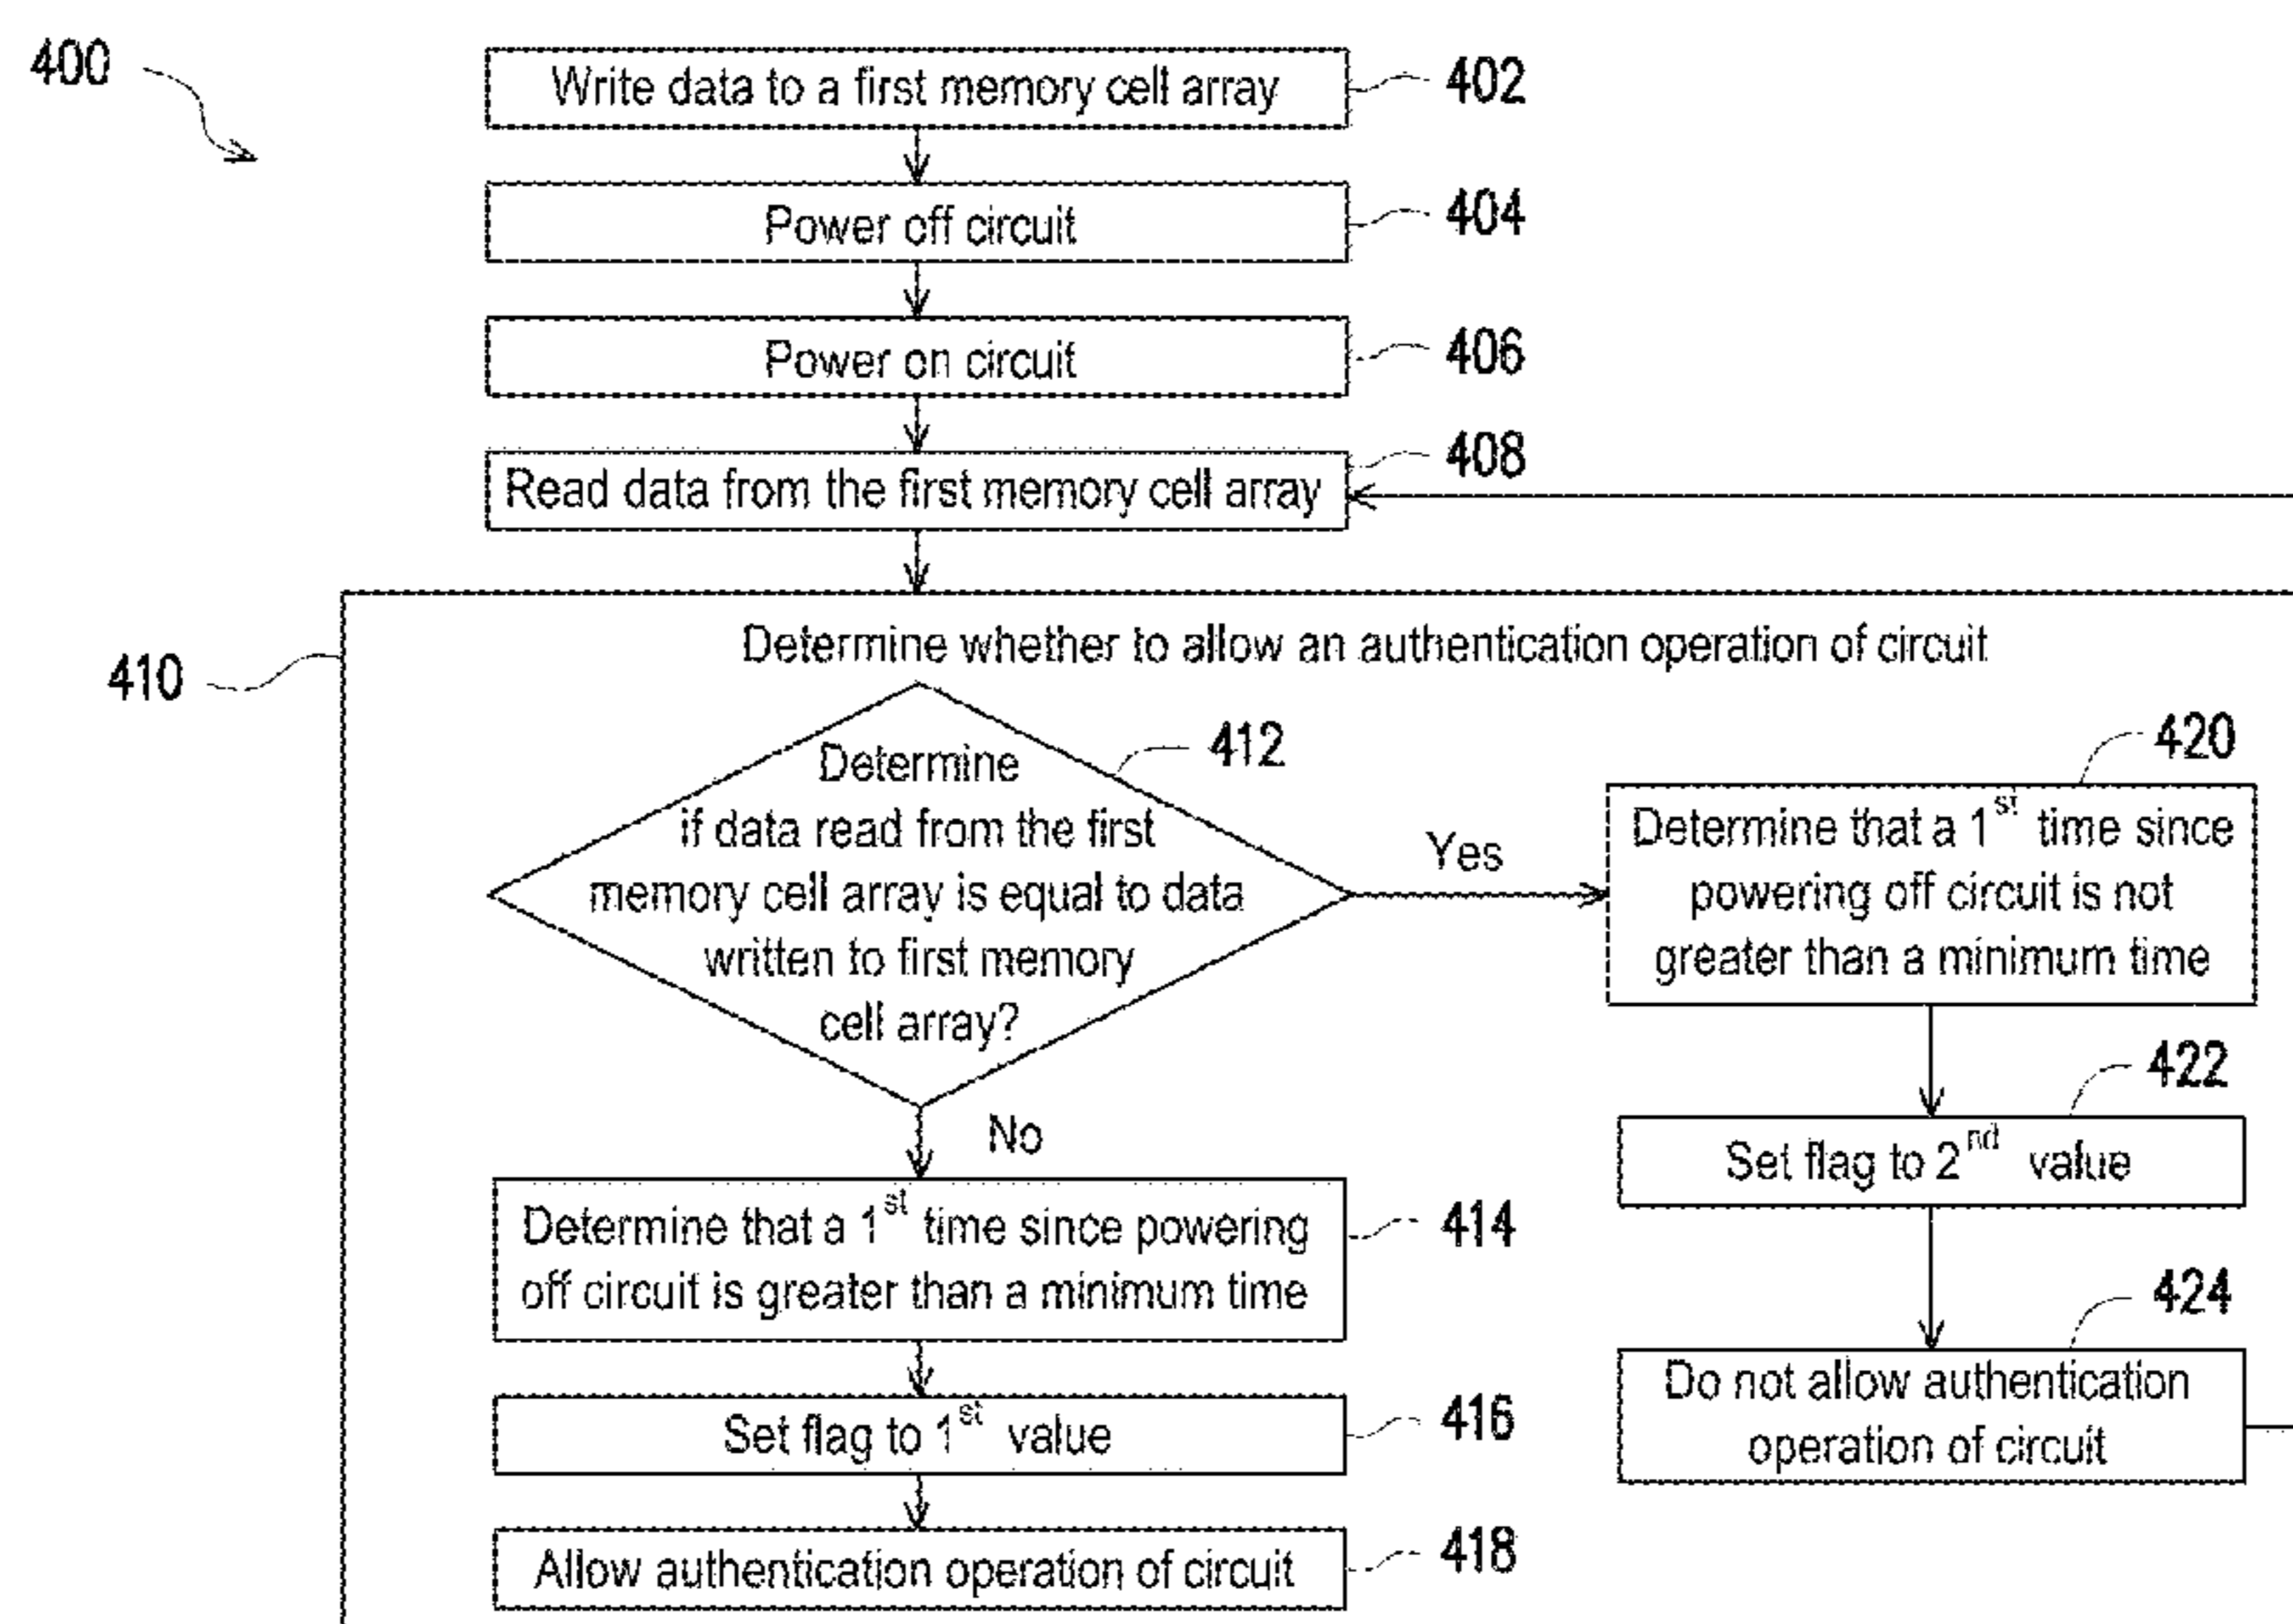 400
Write data to a first memory cell array
402
Power off circuit
404
Power on circuit
406
Read data from the first memory cell array
408
410
Determine whether to allow an authentication operation of circuit
412
Determine
if data read from the first
memory cell array is equal to data
written to first memory
cell array?
Yes
420
Determine that a 1st time since
powering off circuit is not
greater than a minimum time
422
Set flag to 2nd value
424
Do not allow authentication
operation of circuit
No
Determine that a 1st time since powering
off circuit is greater than a minimum time
414
Set flag to 1st value
416
Allow authentication operation of circuit
418